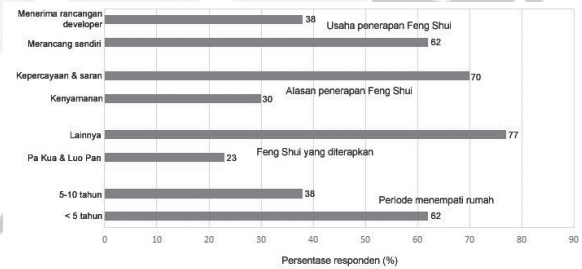 Menerima rancangan
developer
38
Usaha penerapan Feng Shui
Merancang sendiri
62
Kepercayaan & saran
70
Alasan penerapan Feng Shui
Kenyamanan
30
Lainnya
77
Feng Shui yang diterapkan
Pa Kua & Luo Pan
23
5-10 tahun
38
Periode menempati rumah
< 5 tahun
62
0 10 20 30 40 50 60 70 80 90
Persentase responden (%)